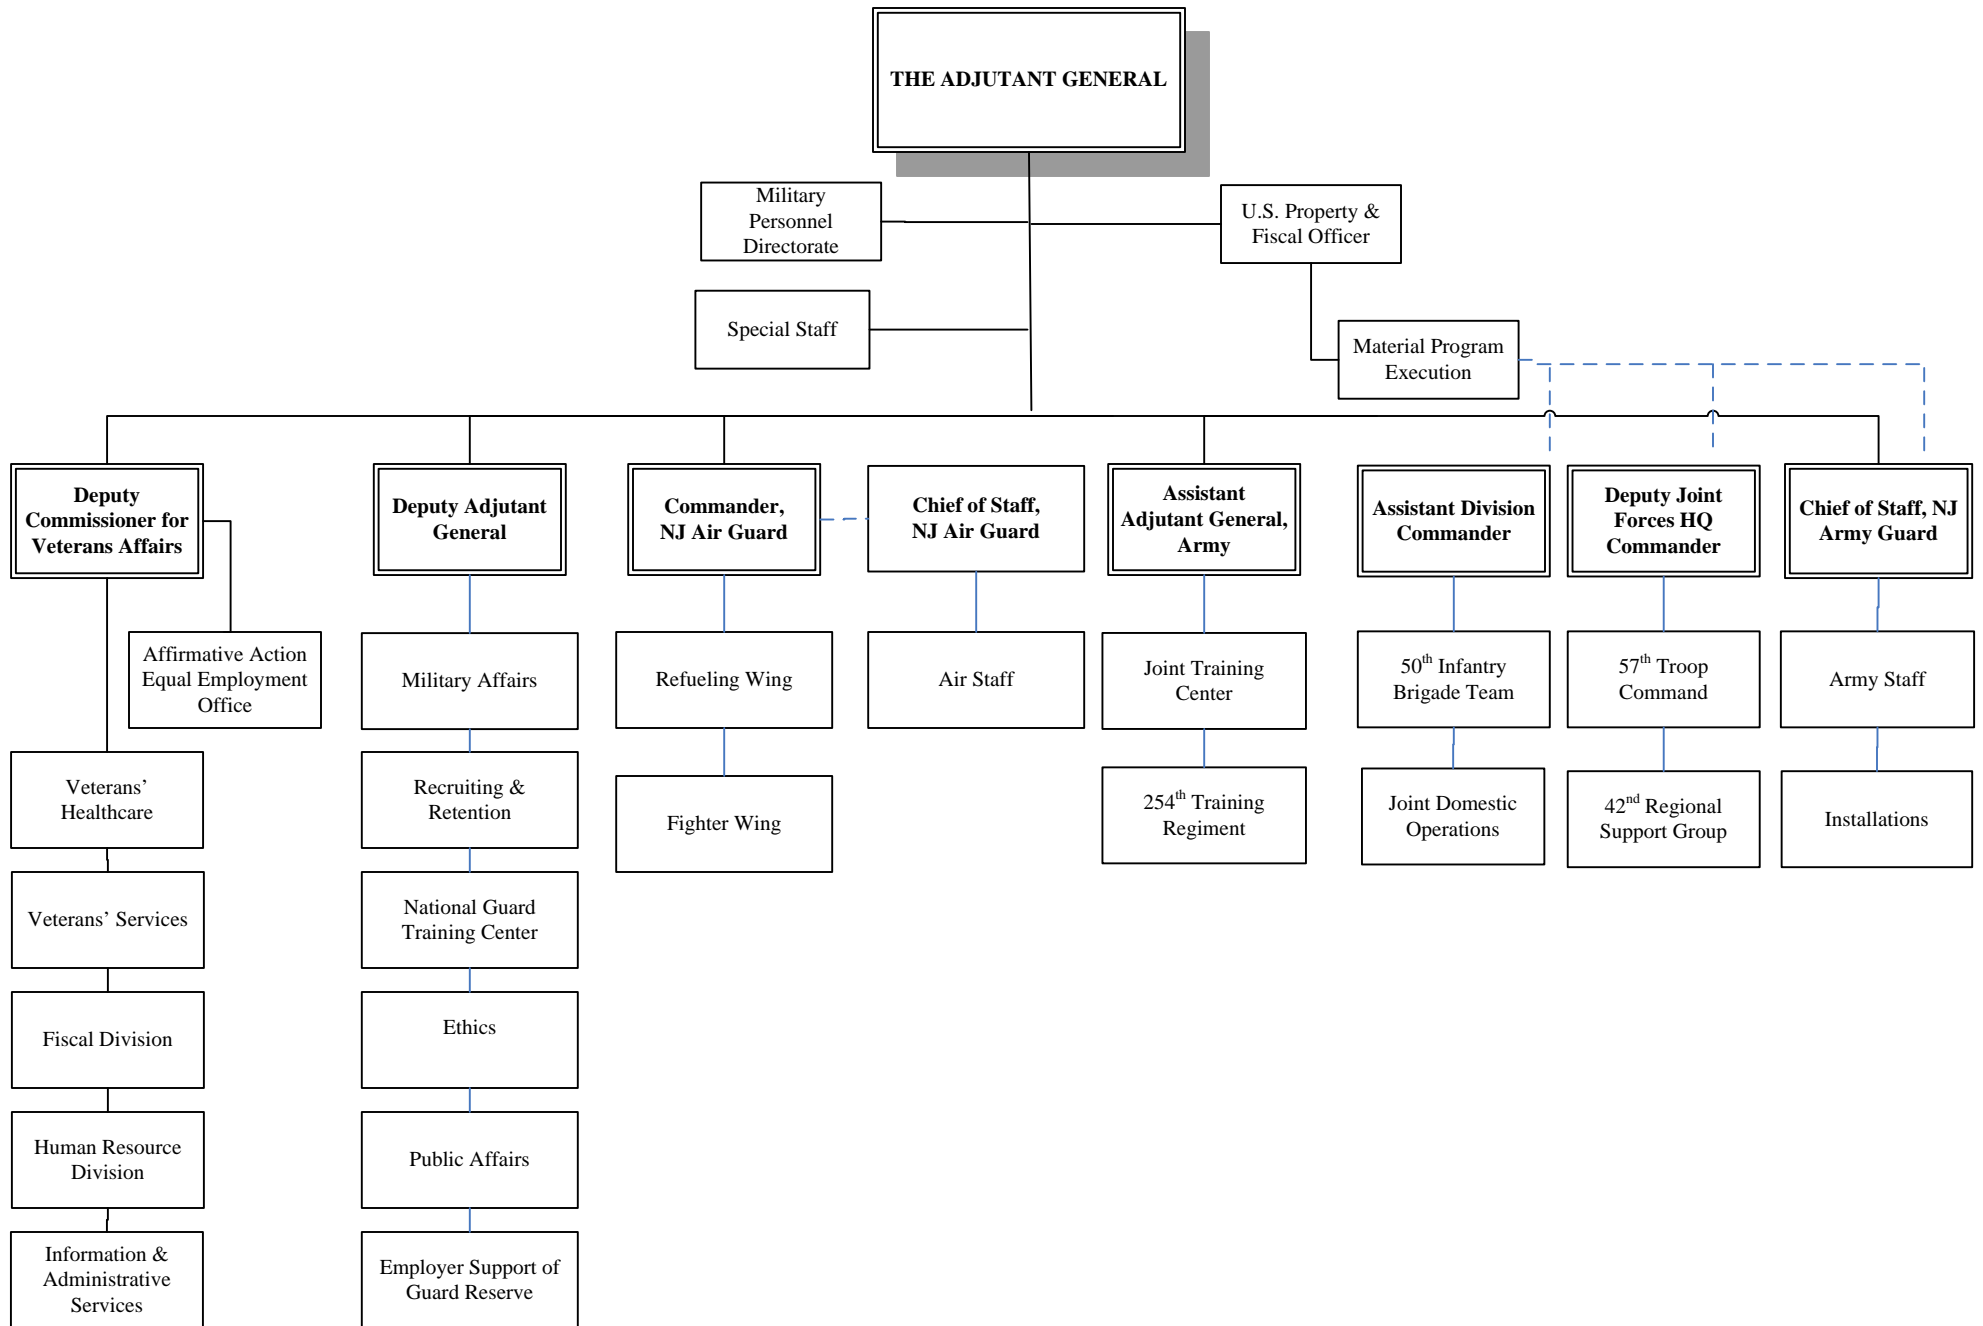 THE ADJUTANT GENERAL
Military
Personnel
Directorate
U.S. Property &
Fiscal Officer
Special Staff
Material Program
Execution
Deputy
Commissioner for
Veterans Affairs
Deputy Adjutant
General
Commander,
NJ Air Guard
Chief of Staff,
NJ Air Guard
Assistant
Adjutant General,
Army
Assistant Division
Commander
Deputy Joint
Forces HQ
Commander
Chief of Staff, NJ
Army Guard
Affirmative Action
Equal Employment
Office
Military Affairs
Refueling Wing
Air Staff
Joint Training
Center
50th Infantry
Brigade Team
57th Troop
Command
Army Staff
Veterans’
Healthcare
Recruiting &
Retention
Fighter Wing
254th Training
Regiment
Joint Domestic
Operations
42nd Regional
Support Group
Installations
Veterans’ Services
National Guard
Training Center
Fiscal Division
Ethics
Human Resource
Division
Public Affairs
Information &
Administrative
Services
Employer Support of
Guard Reserve